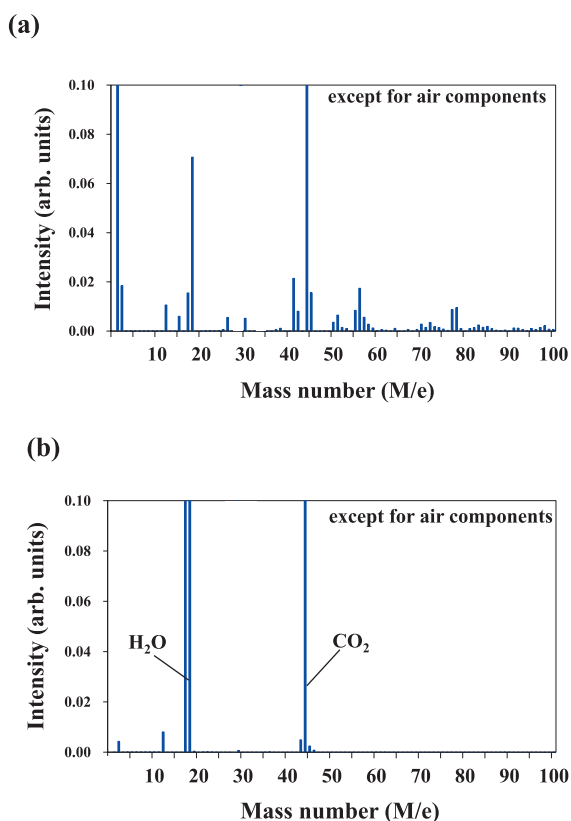 (a)
except for air components
Intensity (arb. units)
0.10
0.08
0.06
0.04
0.02
0.00
10 20 30 40 50 60 70 80 90 100
Mass number (M/e)
(b)
except for air components
Intensity (arb. units)
0.10
0.08
0.06
0.04
0.02
0.00
H₂O
CO₂
10 20 30 40 50 60 70 80 90 100
Mass number (M/e)